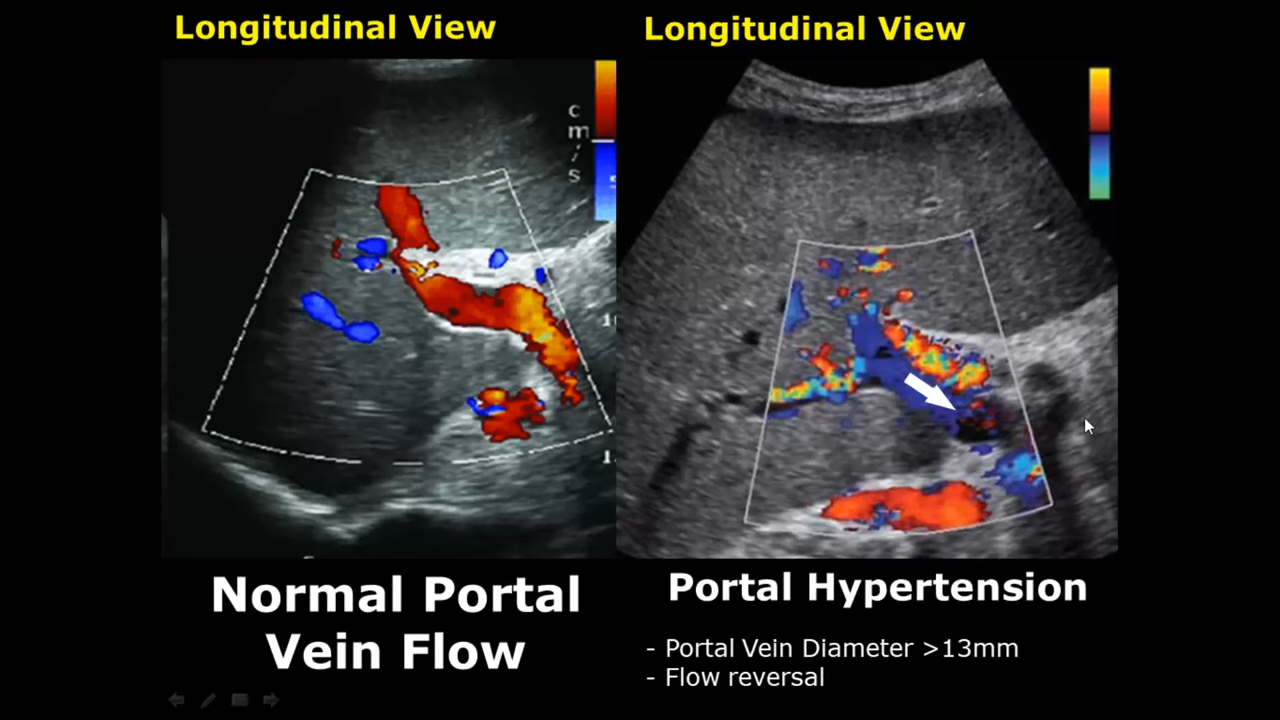 Longitudinal View
Longitudinal View
c
m
/
s
Normal Portal
Vein Flow
Portal Hypertension
- Portal Vein Diameter >13mm
- Flow reversal